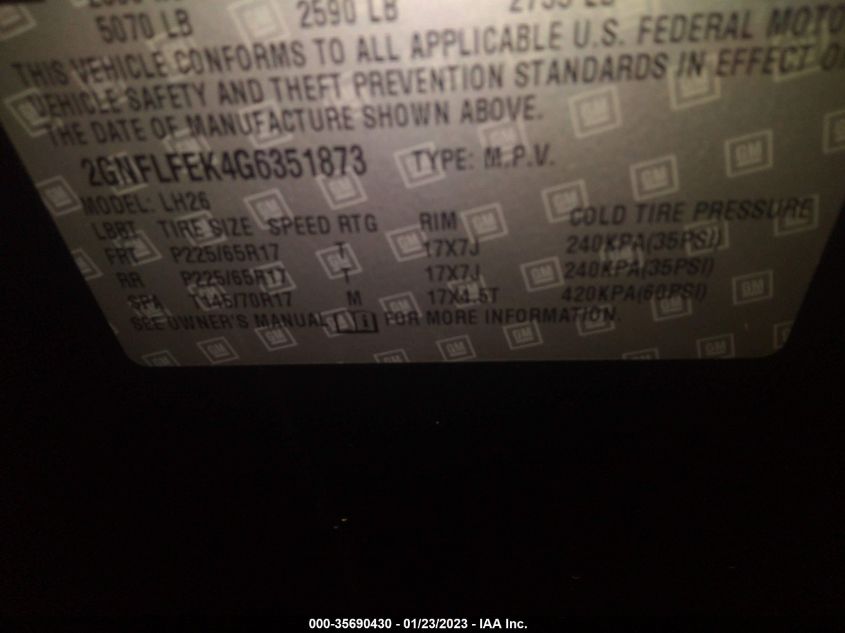 5070 LB 2590 LB
THIS VEHICLE CONFORMS TO ALL APPLICABLE U.S. FEDERAL MOTO
VEHICLE SAFETY AND THEFT PREVENTION STANDARDS IN EFFECT O
THE DATE OF MANUFACTURE SHOWN ABOVE.
2GNFLFEK4G6351873 TYPE: M.P.V.
MODEL: LH26
TIRE SIZE SPEED RTG RIM COLD TIRE PRESSURE
FRT P225/65R17 T 17X7J 240KPA(35PSI)
RR P225/65R17 T 17X7J 240KPA(35PSI)
SPA T145/70R17 M 17X4.5T 420KPA(60PSI)
SEE OWNER'S MANUAL FOR MORE INFORMATION.
GM
000-35690430 - 01/23/2023 - IAA Inc.